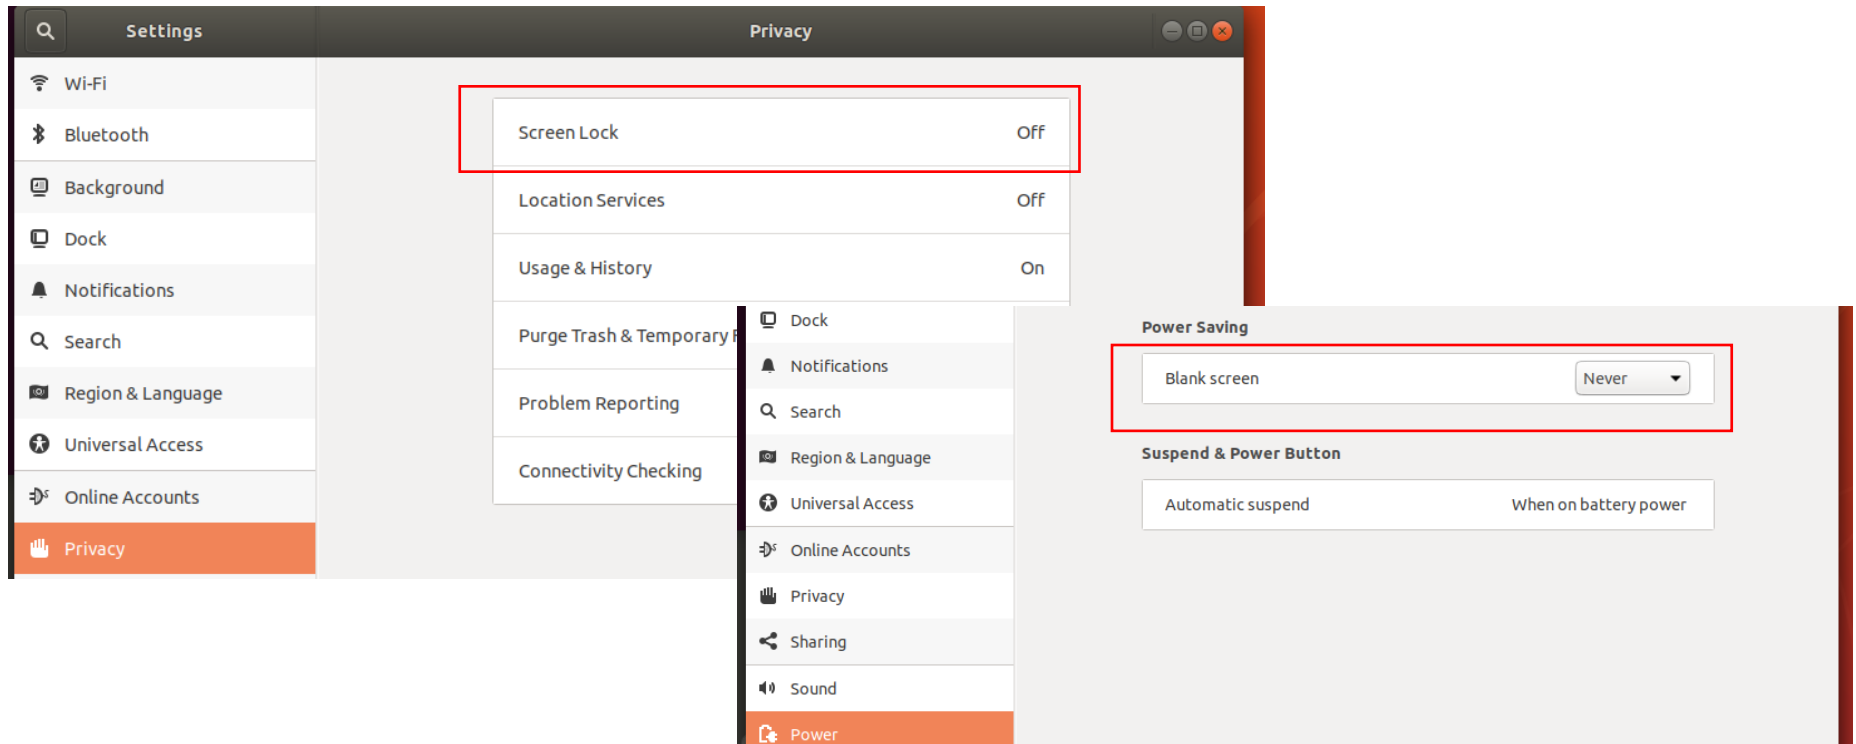 Settings
Privacy
Wi-Fi
Bluetooth
Background
Dock
Notifications
Search
Region & Language
Universal Access
Online Accounts
Privacy
Screen Lock Off
Location Services Off
Usage & History On
Purge Trash & Temporary
Problem Reporting
Connectivity Checking
Dock
Notifications
Search
Region & Language
Universal Access
Online Accounts
Privacy
Sharing
Sound
Power
Power Saving
Blank screen Never
Suspend & Power Button
Automatic suspend When on battery power